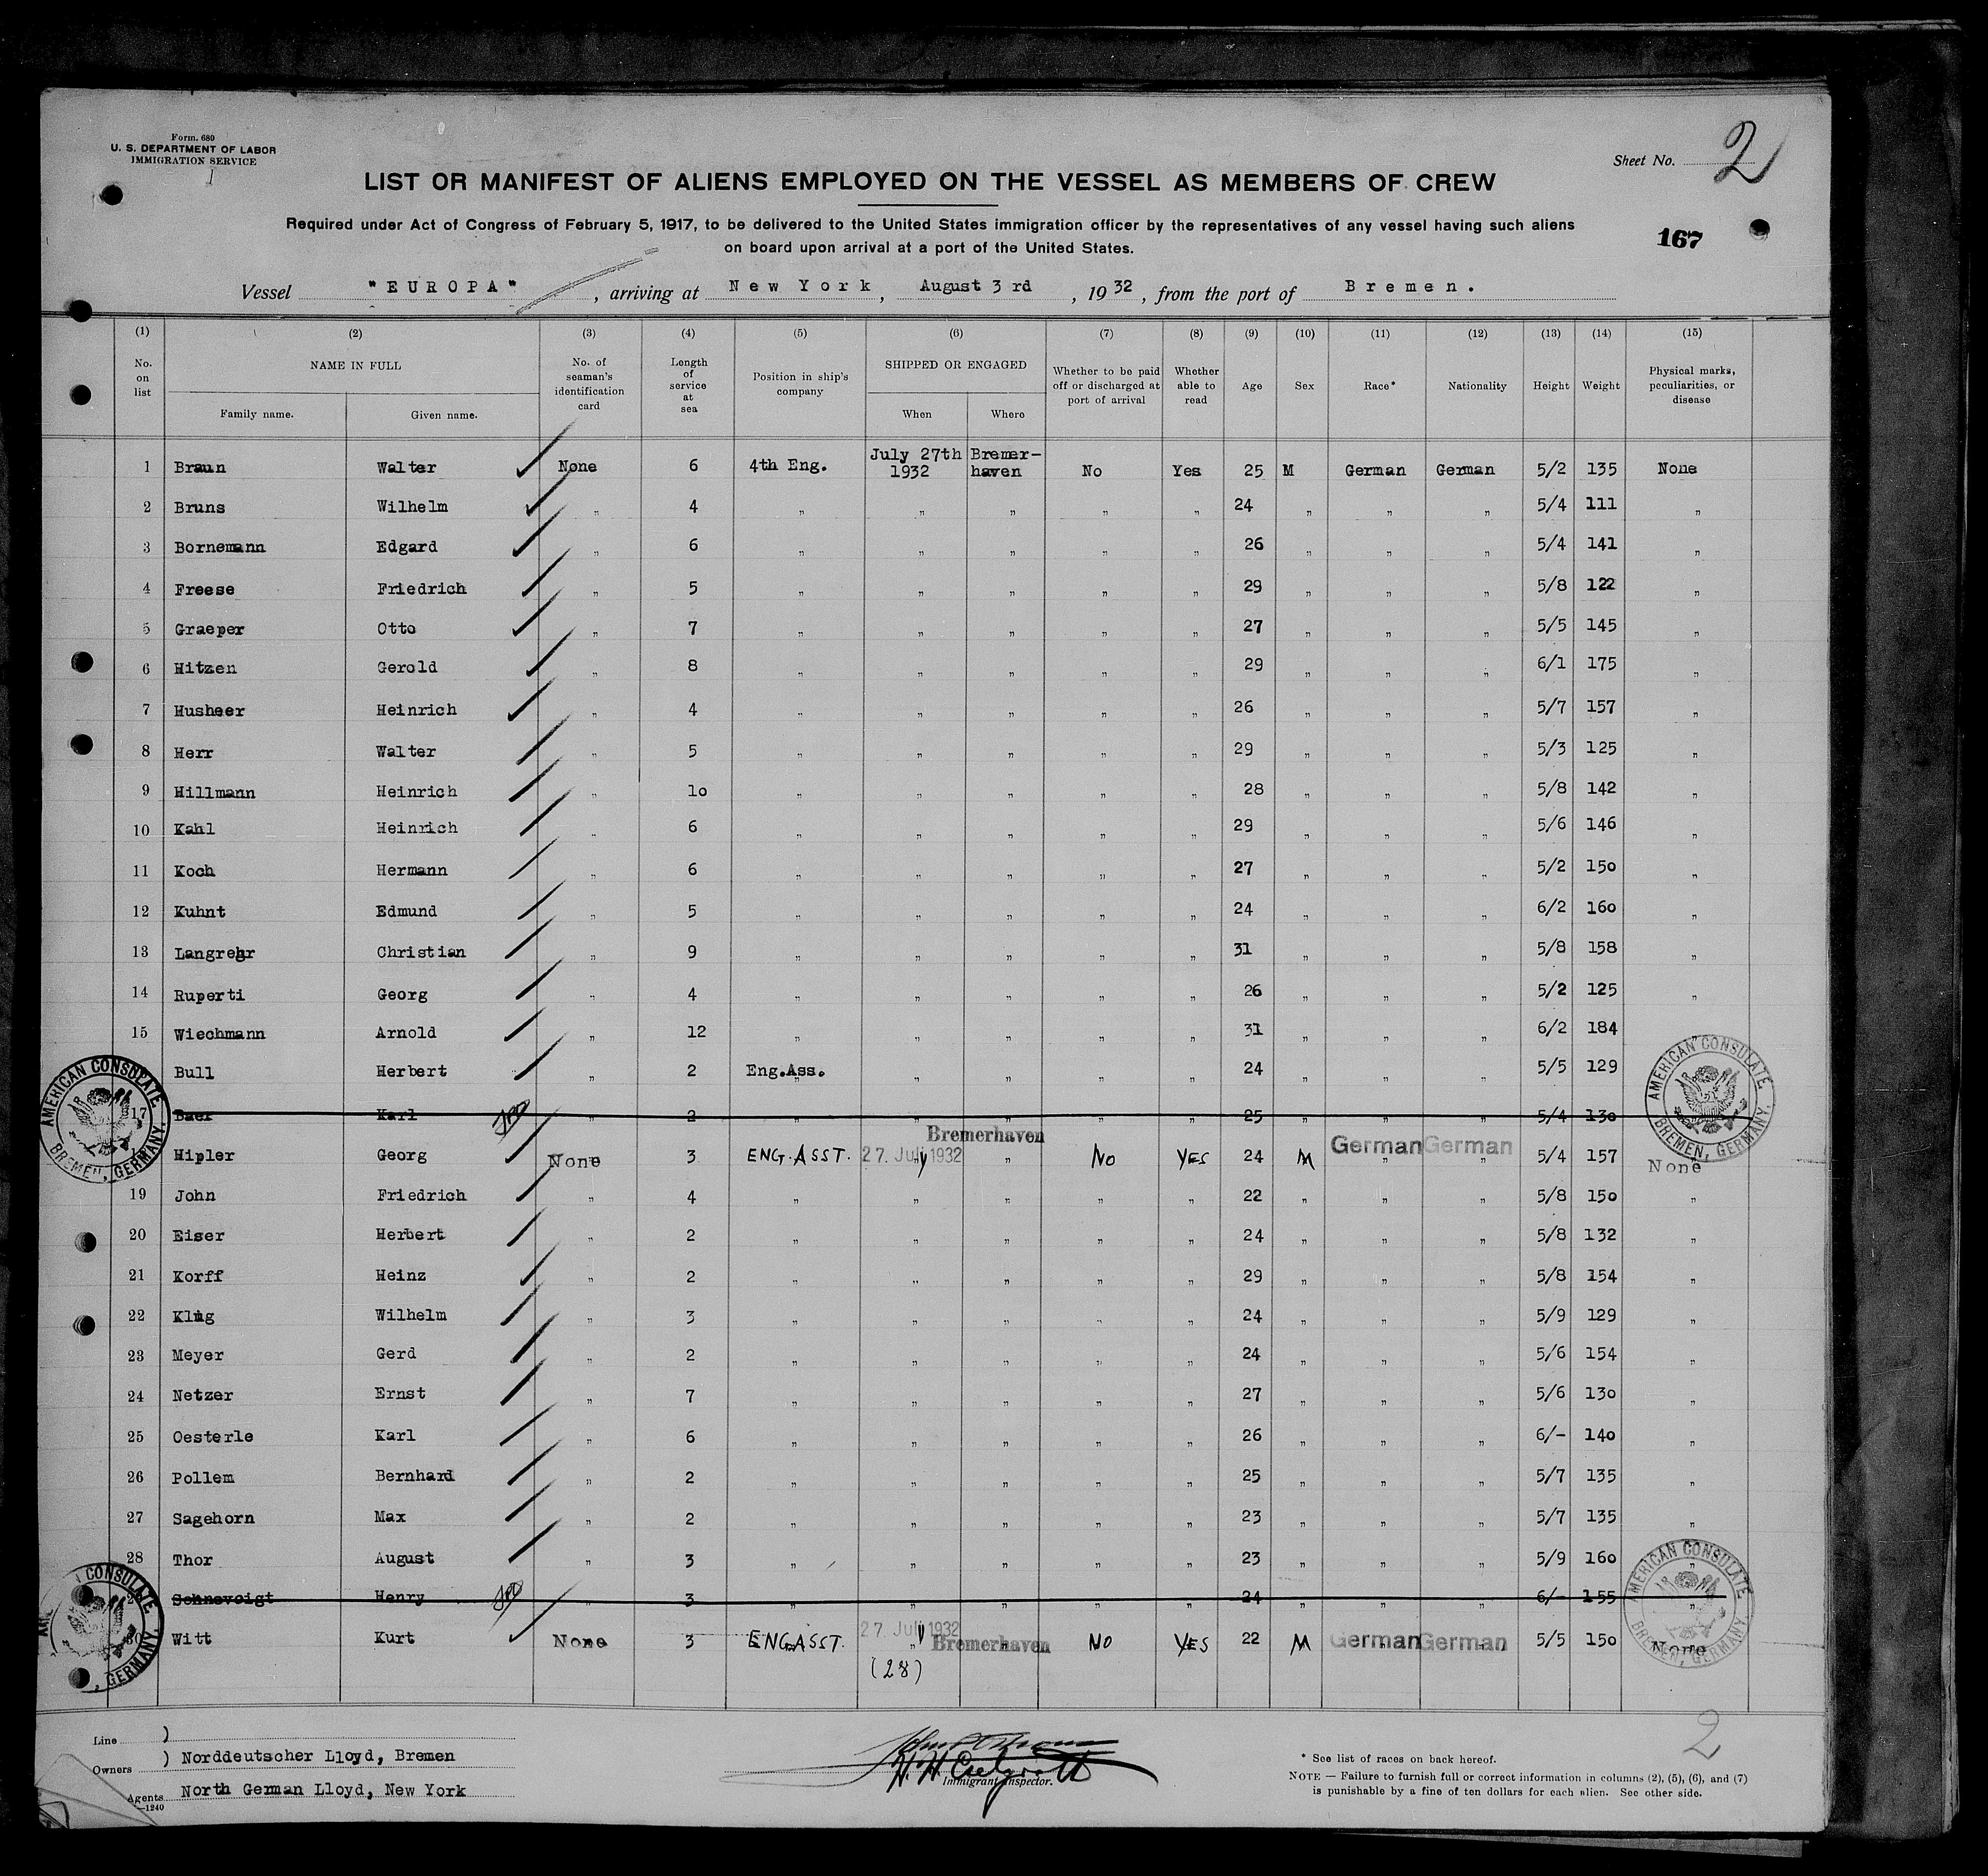 Form. 680
U. S. DEPARTMENT OF LABOR
IMMIGRATION SERVICE
Sheet No. 2
LIST OR MANIFEST OF ALIENS EMPLOYED ON THE VESSEL AS MEMBERS OF CREW
Required under Act of Congress of February 5, 1917, to be delivered to the United States immigration officer by the representatives of any vessel having such aliens
on board upon arrival at a port of the United States.
167
Vessel "EUROPA", arriving at New York, August 3 rd, 1932, from the port of Bremen.
(1) (2) (3) (4) (5) (6) (7) (8) (9) (10) (11) (12) (13) (14) (15)
No. on list NAME IN FULL Family name. Given name. No. of seaman's identification card Length of service at sea Position in ship's company SHIPPED OR ENGAGED When Where Whether to be paid off or discharged at port of arrival Whether able to read Age Sex Race* Nationality Height Weight Physical marks, peculiarities, or disease
1 Braun Walter None 6 4th Eng. July 27th 1932 Bremer-haven No Yes 25 M German German 5/2 135 None
2 Bruns Wilhelm " 4 " " " " " 24 " " " 5/4 111 "
3 Bornemann Edgard " 6 " " " " " 26 " " " 5/4 141 "
4 Freese Friedrich " 5 " " " " " 29 " " " 5/8 122 "
5 Graeper Otto " 7 " " " " " 27 " " " 5/5 145 "
6 Hitzen Gerold " 8 " " " " " 29 " " " 6/1 175 "
7 Husheer Heinrich " 4 " " " " " 26 " " " 5/7 157 "
8 Herr Walter " 5 " " " " " 29 " " " 5/3 125 "
9 Hillmann Heinrich " 10 " " " " " 28 " " " 5/8 142 "
10 Kahl Heinrich " 6 " " " " " 29 " " " 5/6 146 "
11 Koch Hermann " 6 " " " " " 27 " " " 5/2 150 "
12 Kuhnt Edmund " 5 " " " " " 24 " " " 6/2 160 "
13 Langrehr Christian " 9 " " " " " 31 " " " 5/8 158 "
14 Ruperti Georg " 4 " " " " " 26 " " " 5/2 125 "
15 Wiechmann Arnold " 12 " " " " " 31 " " " 6/2 184 "
Bull Herbert " 2 Eng.Ass. " " " " 24 " " " 5/5 129
17 Baer Karl " 2 " " " " " 25 " " " 5/4 130
AMERICAN CONSULATE BREMEN, GERMANY.
AMERICAN CONSULATE BREMEN, GERMANY.
Hipler Georg None 3 ENG. ASST. 27. Juli 1932 Bremerhaven No YES 24 M German German 5/4 157 None
19 John Friedrich " 4 " " " " " 22 " " " 5/8 150 "
20 Eiser Herbert " 2 " " " " " 24 " " " 5/8 132 "
21 Korff Heinz " 2 " " " " " 29 " " " 5/8 154 "
22 Wilhelm " 3 " " " " " 24 " " " 5/9 129 "
23 Meyer Gerd " 2 " " " " " 24 " " " 5/6 154 "
24 Netzer Ernst " 7 " " " " " 27 " " " 5/6 130 "
25 Oesterle Karl " 6 " " " " " 26 " " " 6/- 140 "
26 Pollem Bernhard " 2 " " " " " 25 " " " 5/7 135 "
27 Sagehorn Max " 2 " " " " " 23 " " " 5/7 135 "
28 Thor August " 3 " " " " " 23 " " " 5/9 160 "
Schnevoigt Henry " 3 " " " " " 24 " " " 6/- 155 "
30 Witt Kurt None 3 ENG. ASST. 27. Juli 1932 Bremerhaven No YES 22 M German German 5/5 150 None
(28)
CONSULATE GERMANY.
AMERICAN CONSULATE BREMEN, GERMANY.
Line )
Owners ) Norddeutscher Lloyd, Bremen
Agents North German Lloyd, New York
—1240
Immigrant Inspector.
2
* See list of races on back hereof.
NOTE — Failure to furnish full or correct information in columns (2), (5), (6), and (7)
is punishable by a fine of ten dollars for each alien. See other side.